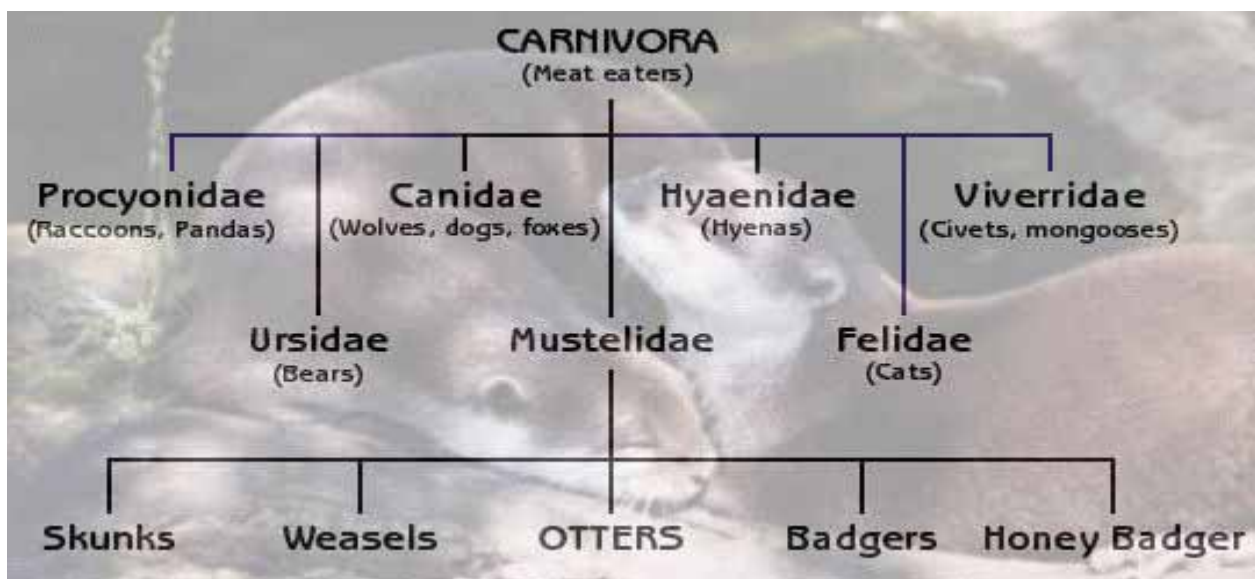 CARNIVORA
(Meat eaters)
Procyonidae
(Raccoons, Pandas)
Canidae
(Wolves, dogs, foxes)
Hyaenidae
(Hyenas)
Viverridae
(Civets, mongooses)
Ursidae
(Bears)
Mustelidae
Felidae
(Cats)
Skunks
Weasels
OTTERS
Badgers
Honey Badger